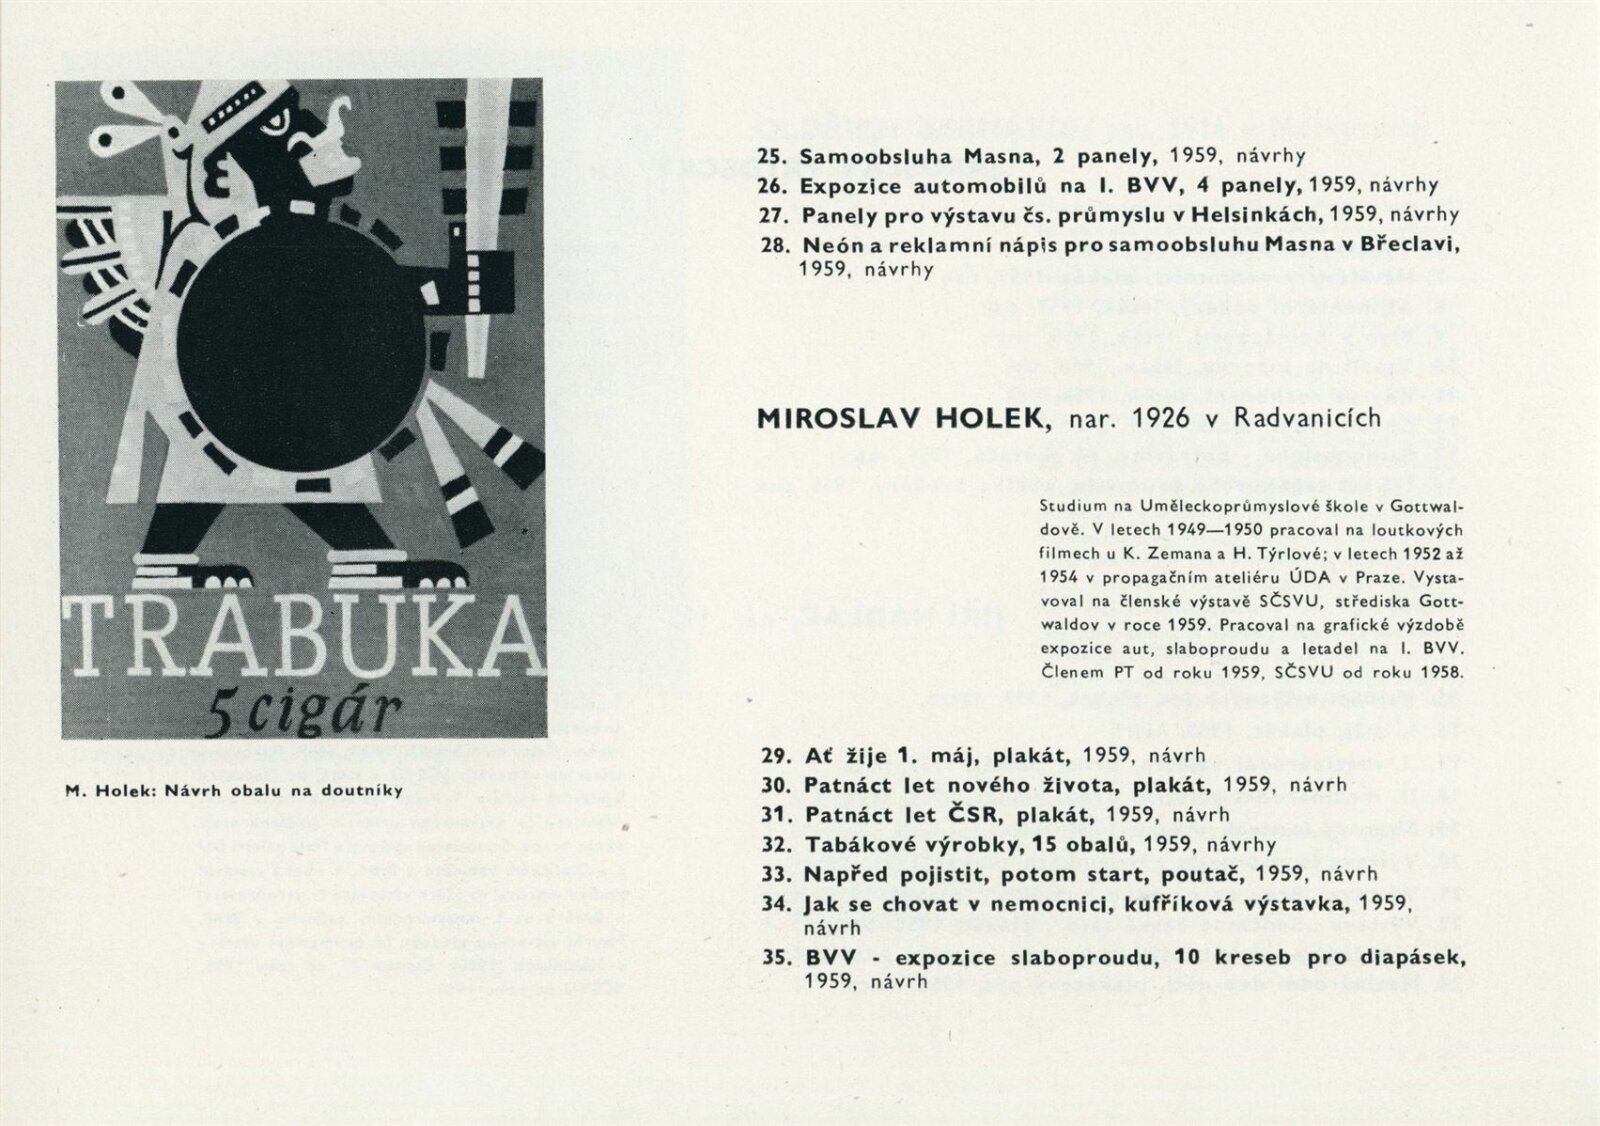 TRABUKA
5 cigár
M. Holek: Návrh obalu na doutníky
25. Samoobsluha Masna, 2 panely, 1959, návrhy
26. Expozice automobilů na I. BVV, 4 panely, 1959, návrhy
27. Panely pro výstavu čs. průmyslu v Helsinkách, 1959, návrhy
28. Neón a reklamní nápis pro samoobsluhu Masna v Břeclavi,
1959, návrhy
MIROSLAV HOLEK, nar. 1926 v Radvanicích
Studium na Uměleckoprůmyslové škole v Gottwal-
dově. V letech 1949—1950 pracoval na loutkových
filmech u K. Zemana a H. Týrlové; v letech 1952 až
1954 v propagačním ateliéru ÚDA v Praze. Vysta-
voval na členské výstavě SČSVU, střediska Gott-
waldov v roce 1959. Pracoval na grafické výzdobě
expozice aut, slaboproudu a letadel na I. BVV.
Členem PT od roku 1959, SČSVU od roku 1958.
29. Ať žije 1. máj, plakát, 1959, návrh
30. Patnáct let nového života, plakát, 1959, návrh
31. Patnáct let ČSR, plakát, 1959, návrh
32. Tabákové výrobky, 15 obalů, 1959, návrhy
33. Napřed pojistit, potom start, poutač, 1959, návrh
34. Jak se chovat v nemocnici, kufříková výstavka, 1959,
návrh
35. BVV - expozice slaboproudu, 10 kreseb pro diapásek,
1959, návrh